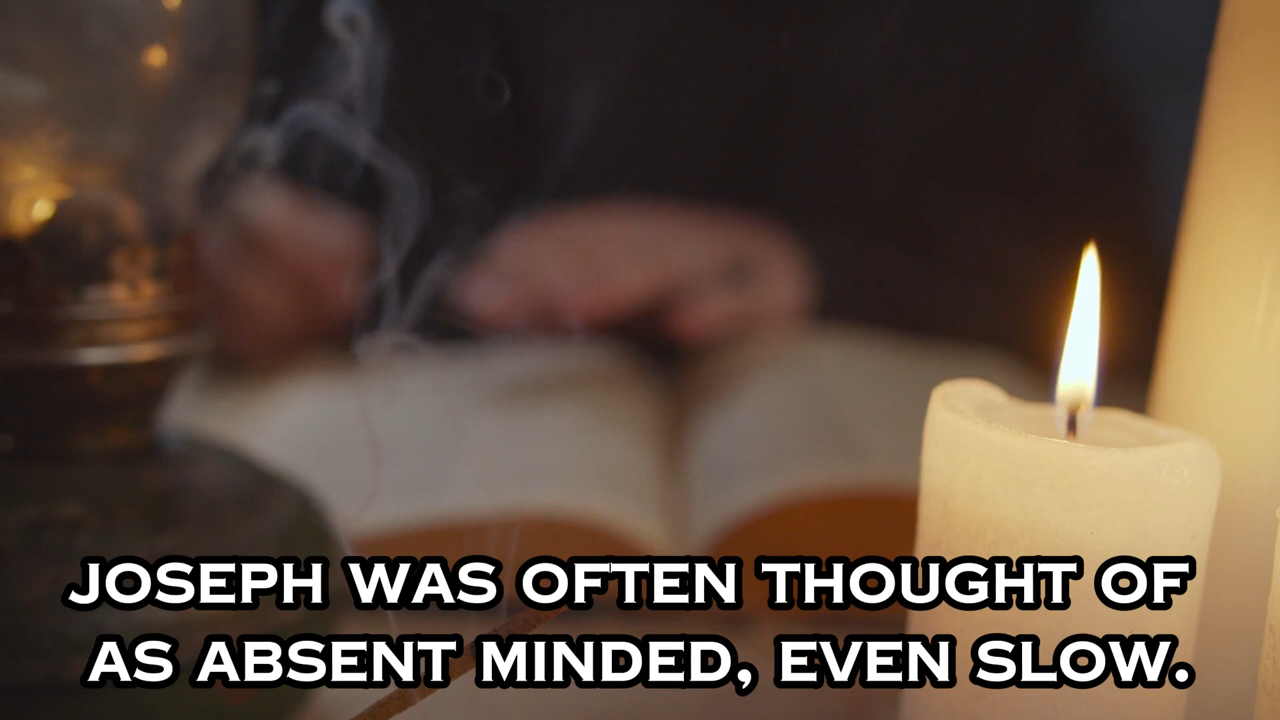 JOSEPH WAS OFTEN THOUGHT OF
AS ABSENT MINDED, EVEN SLOW.